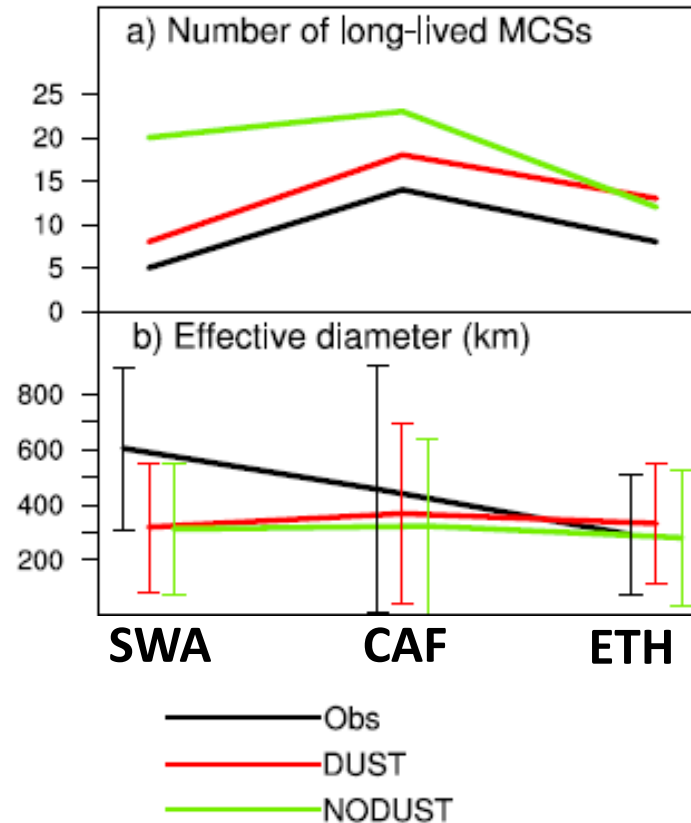 a) Number of long-lived MCSs
25
20
15
10
5
0
b) Effective diameter (km)
800
600
400
200
SWA CAF ETH
Obs
DUST
NODUST